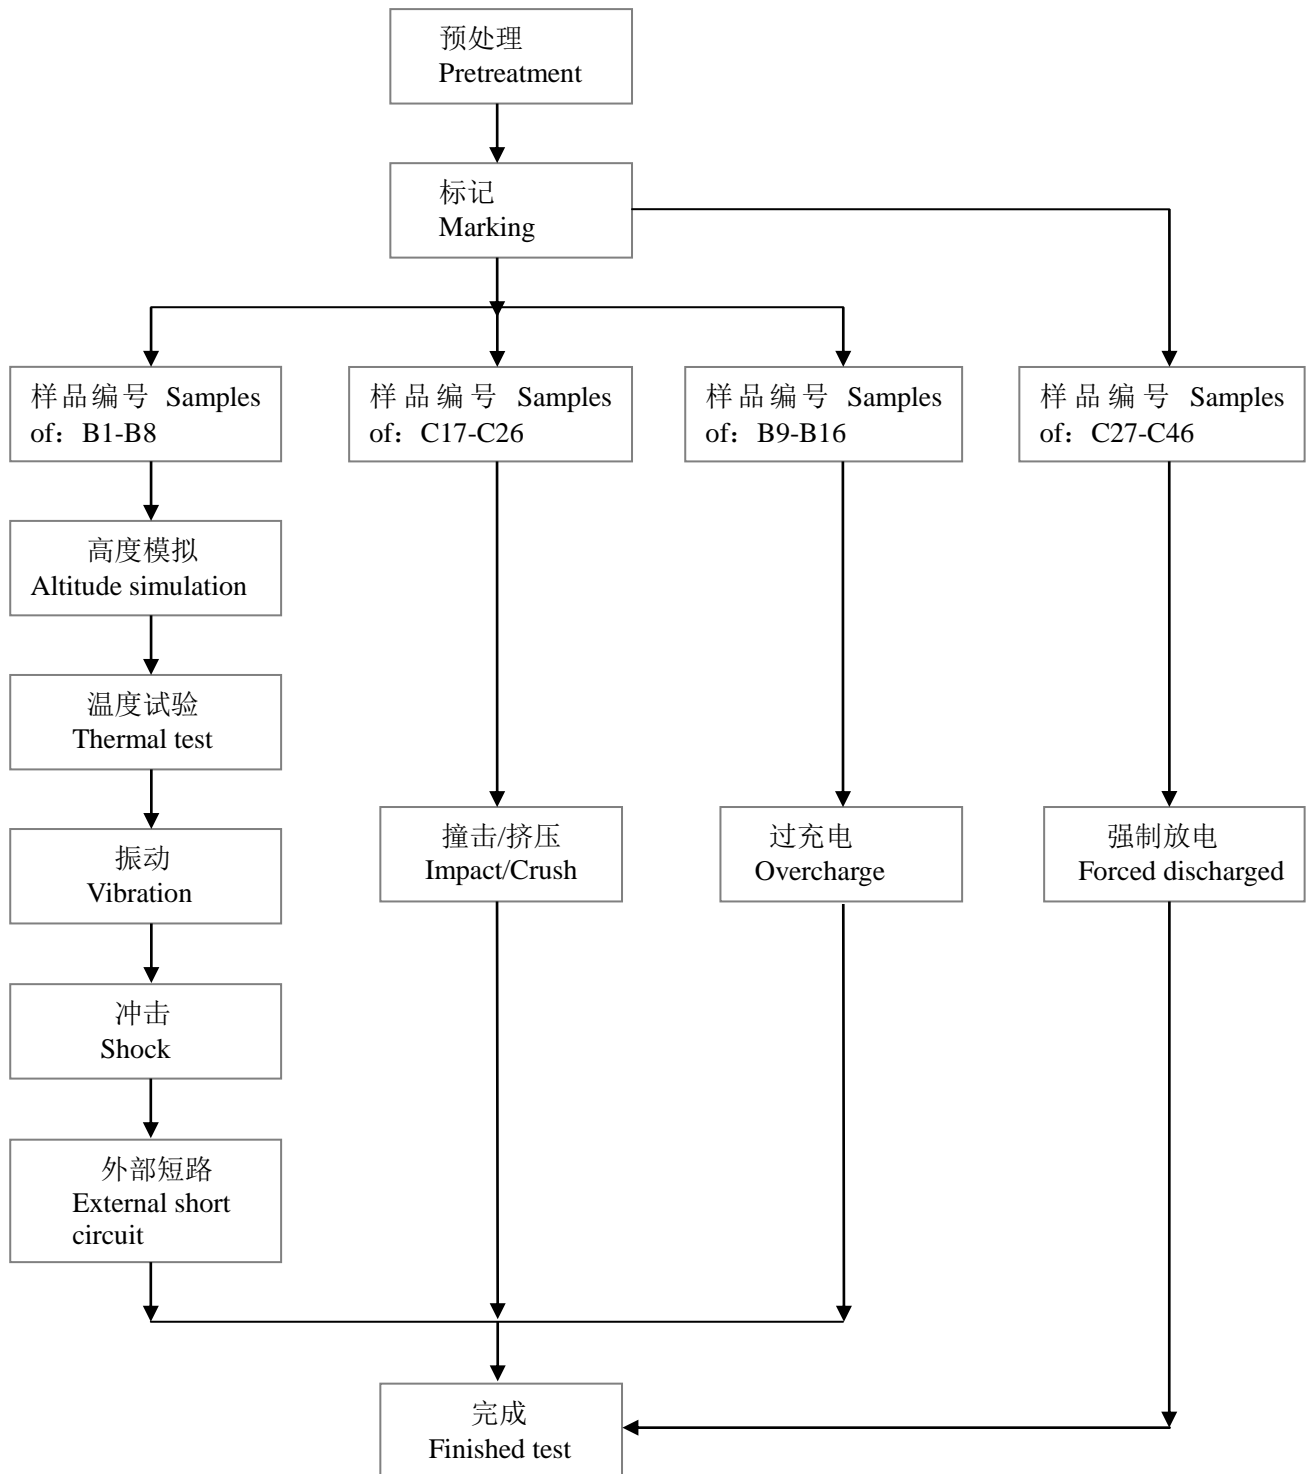 预处理
Pretreatment
标记
Marking
样品编号 Samples
of：B1-B8
样品编号 Samples
of：C17-C26
样品编号 Samples
of：B9-B16
样品编号 Samples
of：C27-C46
高度模拟
Altitude simulation
温度试验
Thermal test
振动
Vibration
撞击/挤压
Impact/Crush
过充电
Overcharge
强制放电
Forced discharged
冲击
Shock
外部短路
External short
circuit
完成
Finished test